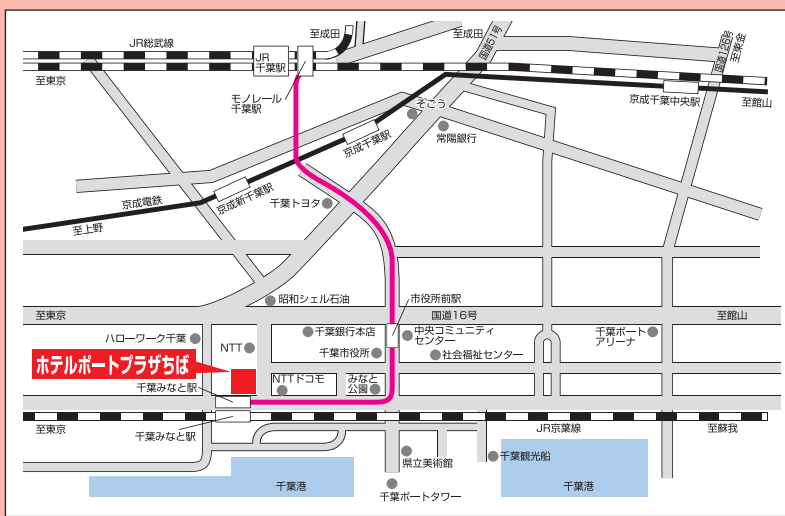 至成田
至成田
国道51号
国道126号
至東金
JR総武線
JR
千葉駅
至東京
モノレール
千葉駅
そごう
京成千葉中央駅
至館山
常陽銀行
京成千葉駅
京成新千葉駅
京成電鉄
千葉トヨタ
至上野
昭和シェル石油
市役所前駅
至東京
国道16号
至館山
ハローワーク千葉
NTT
千葉銀行本店
中央コミュニティ
センター
千葉ポート
アリーナ
千葉市役所
社会福祉センター
ホテルポートプラザちば
NTTドコモ
みなと
公園
千葉みなと駅
至東京
千葉みなと駅
JR京葉線
至蘇我
県立美術館
千葉観光船
千葉港
千葉ポートタワー
千葉港